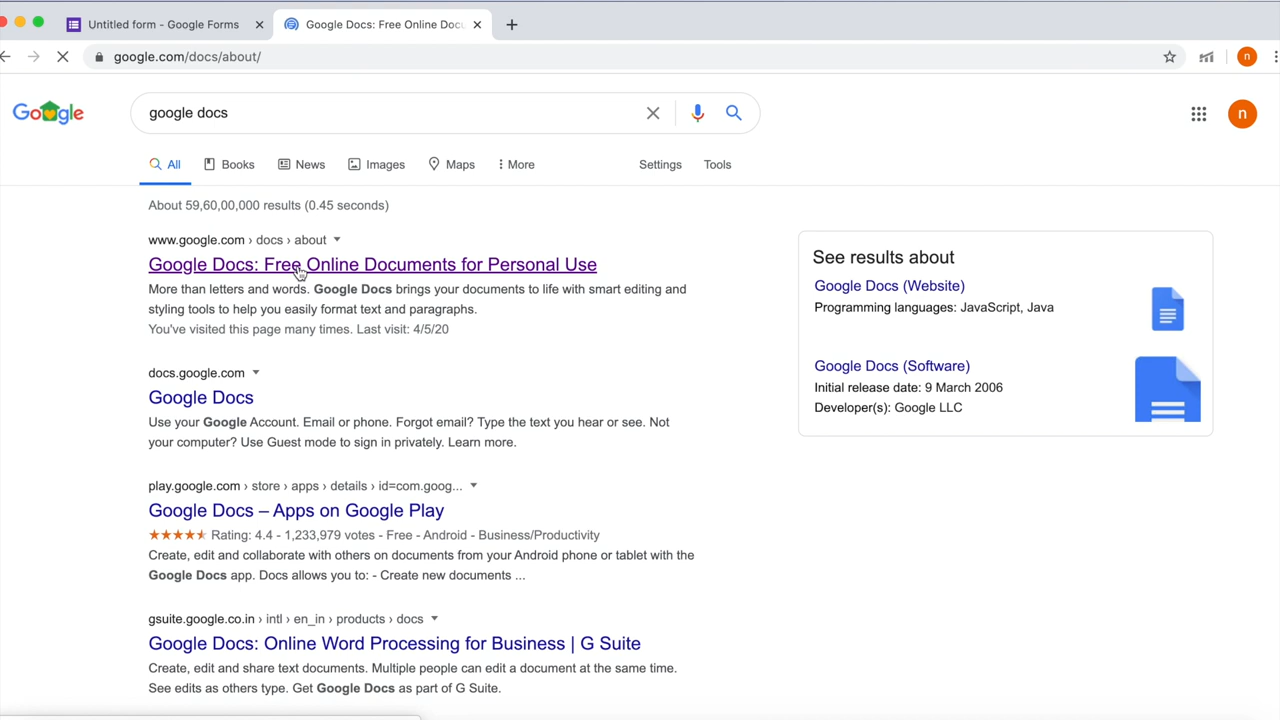 Untitled form - Google Forms
Google Docs: Free Online Docu
google.com/docs/about/
n
Google
google docs
n
All
Books
News
Images
Maps
More
Settings
Tools
About 59,60,00,000 results (0.45 seconds)
www.google.com › docs › about
Google Docs: Free Online Documents for Personal Use
More than letters and words. Google Docs brings your documents to life with smart editing and
styling tools to help you easily format text and paragraphs.
You've visited this page many times. Last visit: 4/5/20
docs.google.com
Google Docs
Use your Google Account. Email or phone. Forgot email? Type the text you hear or see. Not
your computer? Use Guest mode to sign in privately. Learn more.
play.google.com › store › apps › details › id=com.goog...
Google Docs – Apps on Google Play
Rating: 4.4 - 1,233,979 votes - Free - Android - Business/Productivity
Create, edit and collaborate with others on documents from your Android phone or tablet with the
Google Docs app. Docs allows you to: - Create new documents ...
gsuite.google.co.in › intl › en_in › products › docs
Google Docs: Online Word Processing for Business | G Suite
Create, edit and share text documents. Multiple people can edit a document at the same time.
See edits as others type. Get Google Docs as part of G Suite.
See results about
Google Docs (Website)
Programming languages: JavaScript, Java
Google Docs (Software)
Initial release date: 9 March 2006
Developer(s): Google LLC